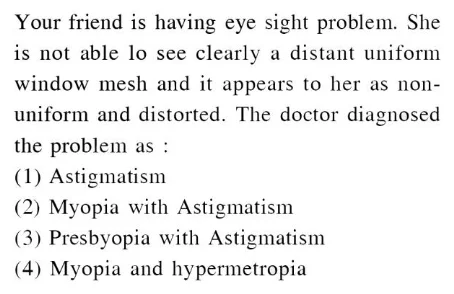 Your friend is having eye sight problem. She
is not able lo see clearly a distant uniform
window mesh and it appears to her as non-
uniform and distorted. The doctor diagnosed
the problem as :
(1) Astigmatism
(2) Myopia with Astigmatism
(3) Presbyopia with Astigmatism
(4) Myopia and hypermetropia